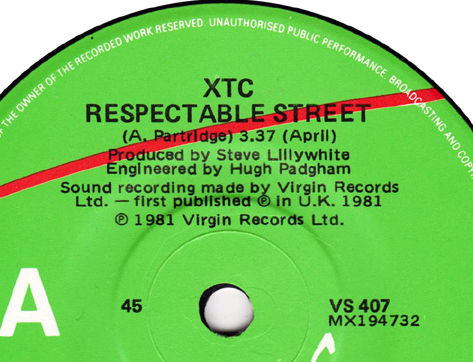 OF THE OWNER OF THE RECORDED WORK RESERVED. UNAUTHORISED PUBLIC PERFORMANCE. BROADCASTING AND
XTC
RESPECTABLE STREET
(A. Partridge) 3.37 (April)
Produced by Steve Lillywhite
Engineered by Hugh Padgham
Sound recording made by Virgin Records
Ltd. — first published ℗ in U.K. 1981
℗ 1981 Virgin Records Ltd.
A
45
VS 407
MX194732